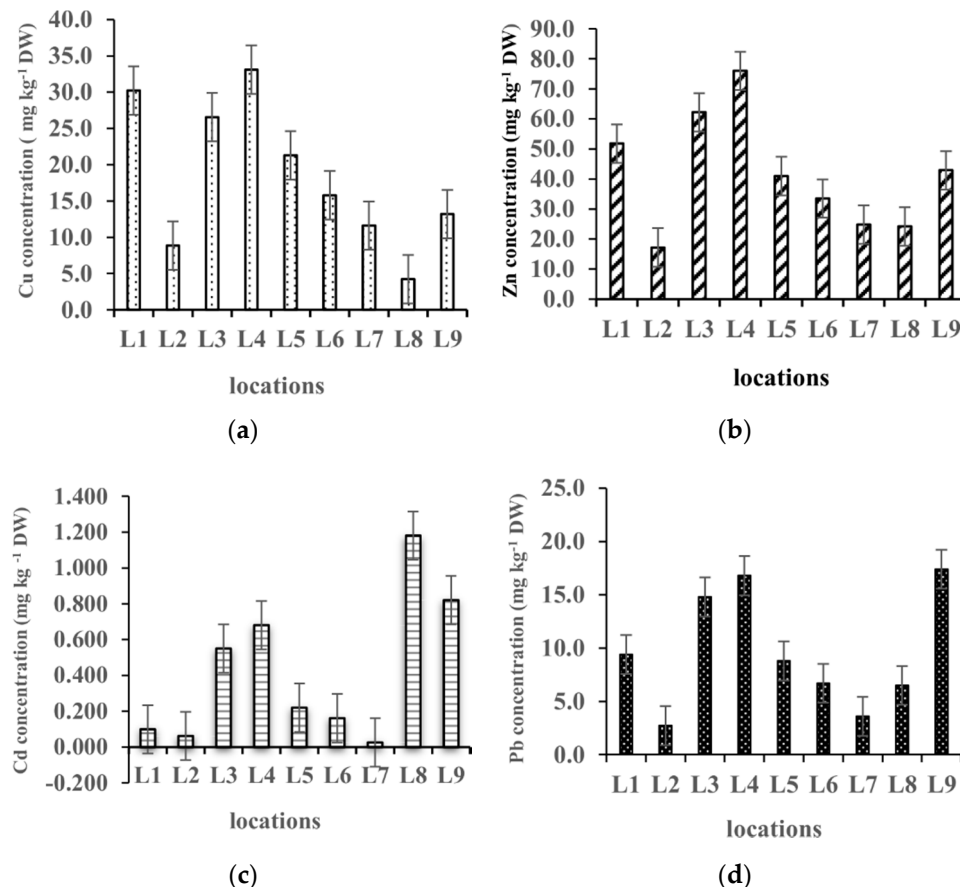 Cu concentration ( mg kg-1 DW)
40.0
35.0
30.0
25.0
20.0
15.0
10.0
5.0
0.0
L1 L2 L3 L4 L5 L6 L7 L8 L9
locations
(a)
Zn concentration (mg kg-1 DW)
90.0
80.0
70.0
60.0
50.0
40.0
30.0
20.0
10.0
0.0
L1 L2 L3 L4 L5 L6 L7 L8 L9
locations
(b)
Cd concentration (mg kg -1 DW)
1.400
1.200
1.000
0.800
0.600
0.400
0.200
0.000
-0.200
L1 L2 L3 L4 L5 L6 L7 L8 L9
locations
(c)
Pb concentration (mg kg-1 DW)
25.0
20.0
15.0
10.0
5.0
0.0
L1 L2 L3 L4 L5 L6 L7 L8 L9
locations
(d)